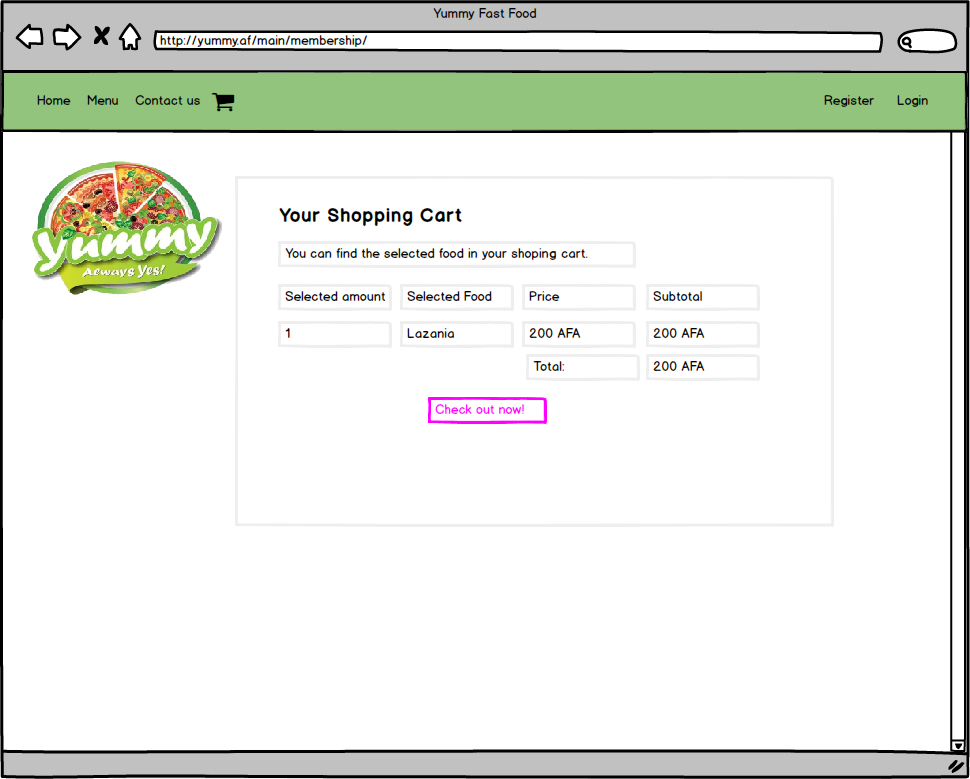 Yummy Fast Food
http://yummy.af/main/membership/
Home Menu Contact us Register Login
Yummy
Always Yes!
Your Shopping Cart
You can find the selected food in your shoping cart.
Selected amount Selected Food Price Subtotal
1 Lazania 200 AFA 200 AFA
Total: 200 AFA
Check out now!